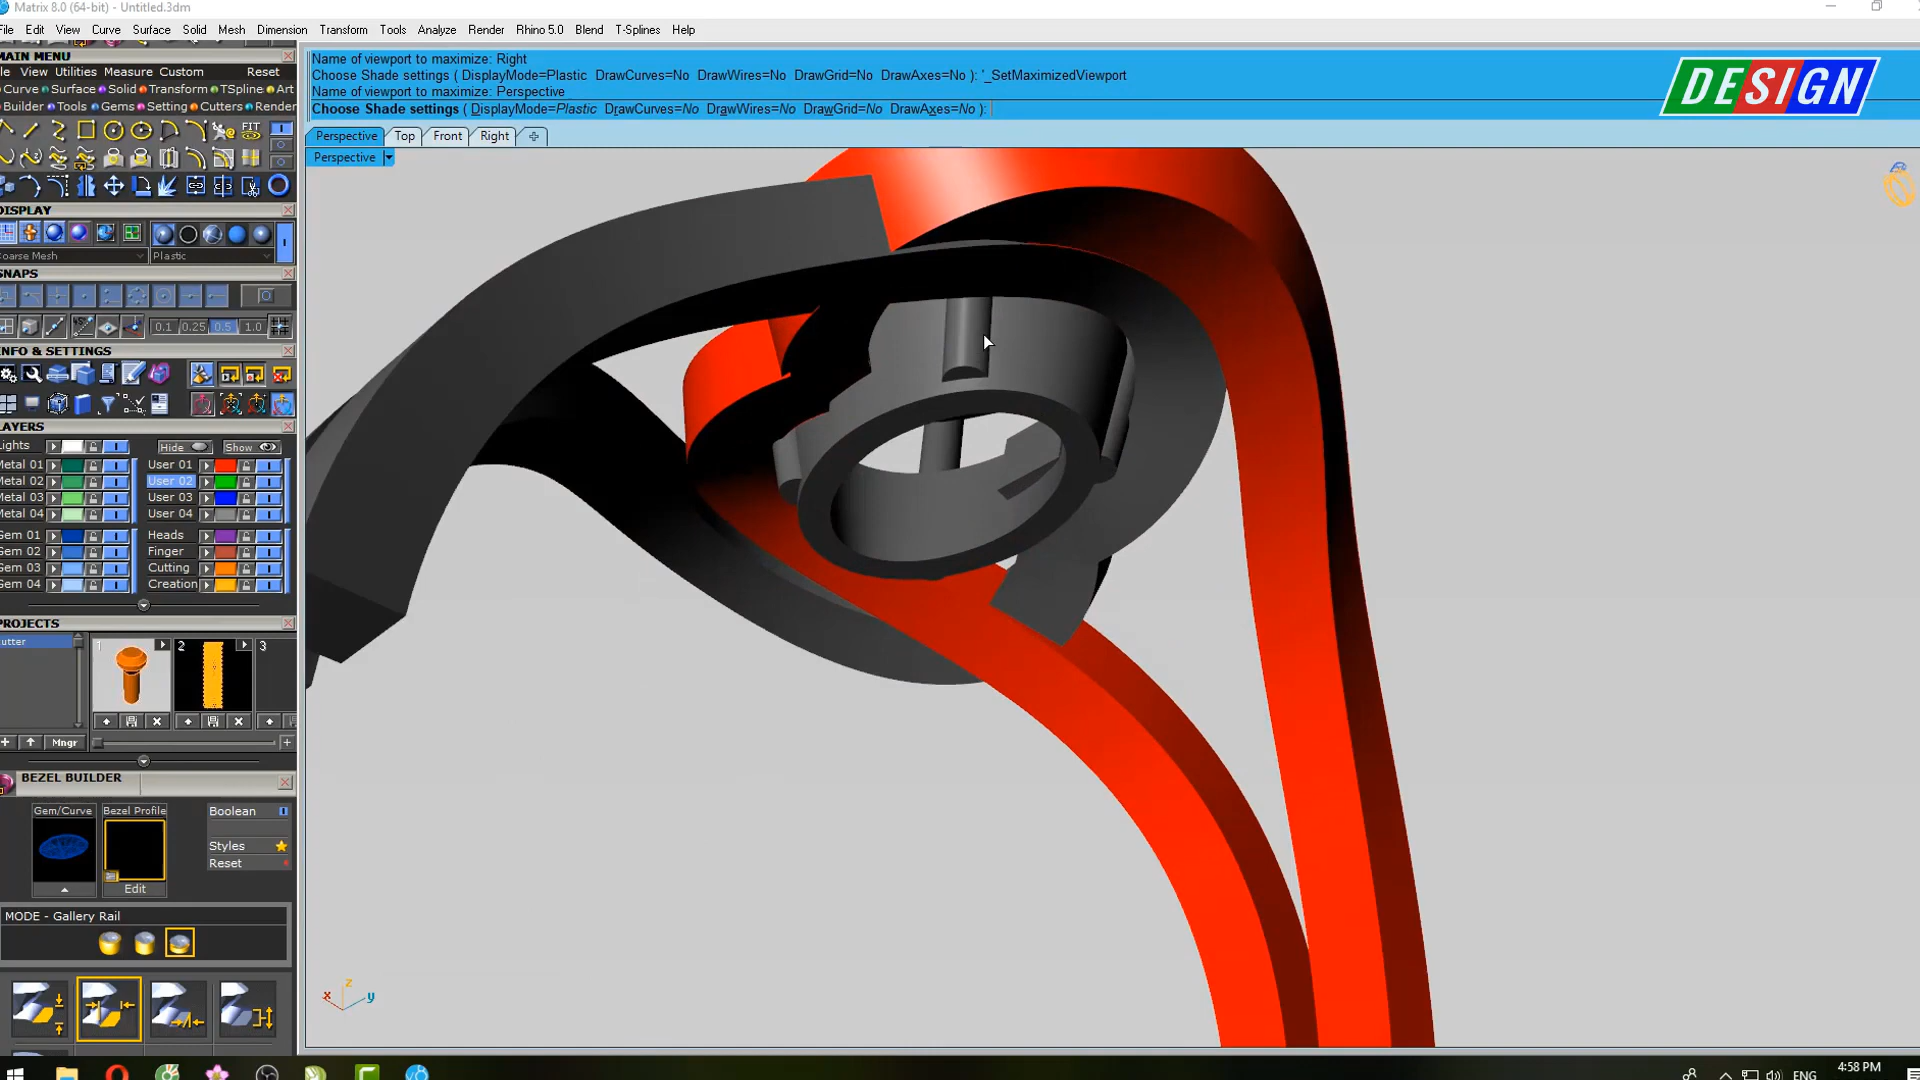 Matrix 8.0 (64-bit) - Untitled.3dm
File Edit View Curve Surface Solid Mesh Dimension Transform Tools Analyze Render Rhino 5.0 Blend T-Splines Help
MAIN MENU
le View Utilities Measure Custom Reset
Curve Surface Solid Transform TSpline
Builder Tools Gems Setting Cutters Render
FIT
DISPLAY
Coarse Mesh Plastic
SNAPS
0.1 0.25 0.5 1.0
INFO & SETTINGS
LAYERS
Lights Hide Show
Metal 01 User 01
Metal 02 User 02
Metal 03 User 03
Metal 04 User 04
Gem 01 Heads
Gem 02 Finger
Gem 03 Cutting
Gem 04 Creation
PROJECTS
utter
1 2 3
Mngr
BEZEL BUILDER
Gem/Curve Bezel Profile Boolean
Styles
Reset
Edit
MODE - Gallery Rail
Name of viewport to maximize: Right
Choose Shade settings ( DisplayMode=Plastic DrawCurves=No DrawWires=No DrawGrid=No DrawAxes=No ): '_SetMaximizedViewport
Name of viewport to maximize: Perspective
Choose Shade settings ( DisplayMode=Plastic DrawCurves=No DrawWires=No DrawGrid=No DrawAxes=No ):
Perspective Top Front Right
Perspective
DESIGN
z
x y
ENG
4:58 PM